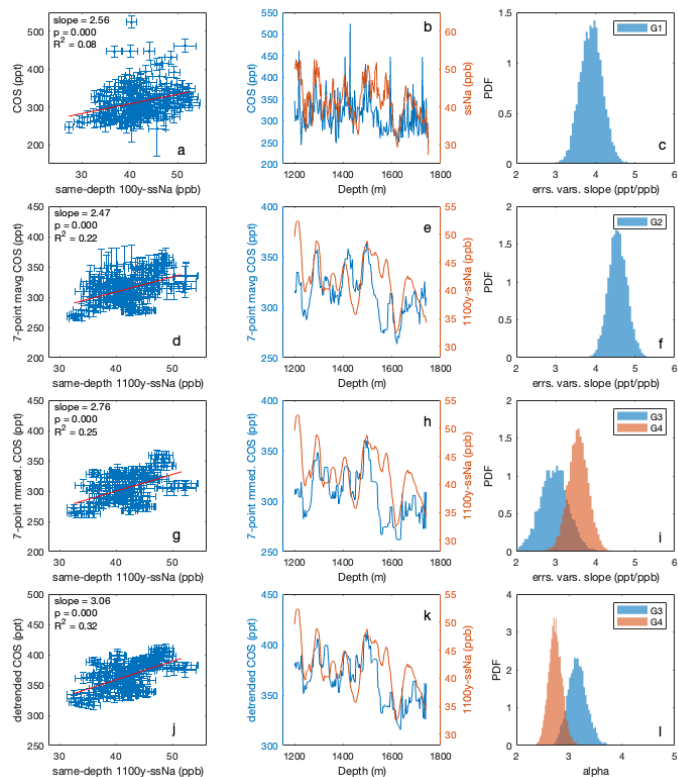 slope = 2.56
p = 0.000
R² = 0.08
500
450
400
350
300
250
200
COS (ppt)
30 40 50
same-depth 100y-ssNa (ppb)
a
550
500
450
400
350
300
250
200
COS (ppt)
b
60
50
40
30
ssNa (ppb)
1200 1400 1600 1800
Depth (m)
G1
1.5
1
0.5
0
PDF
c
2 3 4 5 6
errs. vars. slope (ppt/ppb)
450
400
350
300
250
200
7-point mavg COS (ppt)
slope = 2.47
p = 0.000
R² = 0.22
d
30 40 50
same-depth 1100y-ssNa (ppb)
400
350
300
250
7-point mavg COS (ppt)
e
55
50
45
40
35
30
1100y-ssNa (ppb)
1200 1400 1600 1800
Depth (m)
G2
2
1.5
1
0.5
0
PDF
f
2 3 4 5 6
errs. vars. slope (ppt/ppb)
450
400
350
300
250
200
7-point mmed. COS (ppt)
slope = 2.76
p = 0.000
R² = 0.25
g
30 40 50
same-depth 1100y-ssNa (ppb)
400
350
300
250
7-point mmed. COS (ppt)
h
55
50
45
40
35
30
1100y-ssNa (ppb)
1200 1400 1600 1800
Depth (m)
G3
G4
2
1.5
1
0.5
0
PDF
i
2 3 4 5 6
errs. vars. slope (ppt/ppb)
500
450
400
350
300
250
detrended COS (ppt)
slope = 3.06
p = 0.000
R² = 0.32
j
30 40 50
same-depth 1100y-ssNa (ppb)
450
400
350
300
detrended COS (ppt)
k
55
50
45
40
35
30
1100y-ssNa (ppb)
1200 1400 1600 1800
Depth (m)
G3
G4
4
3
2
1
0
PDF
l
2 3 4 5
alpha